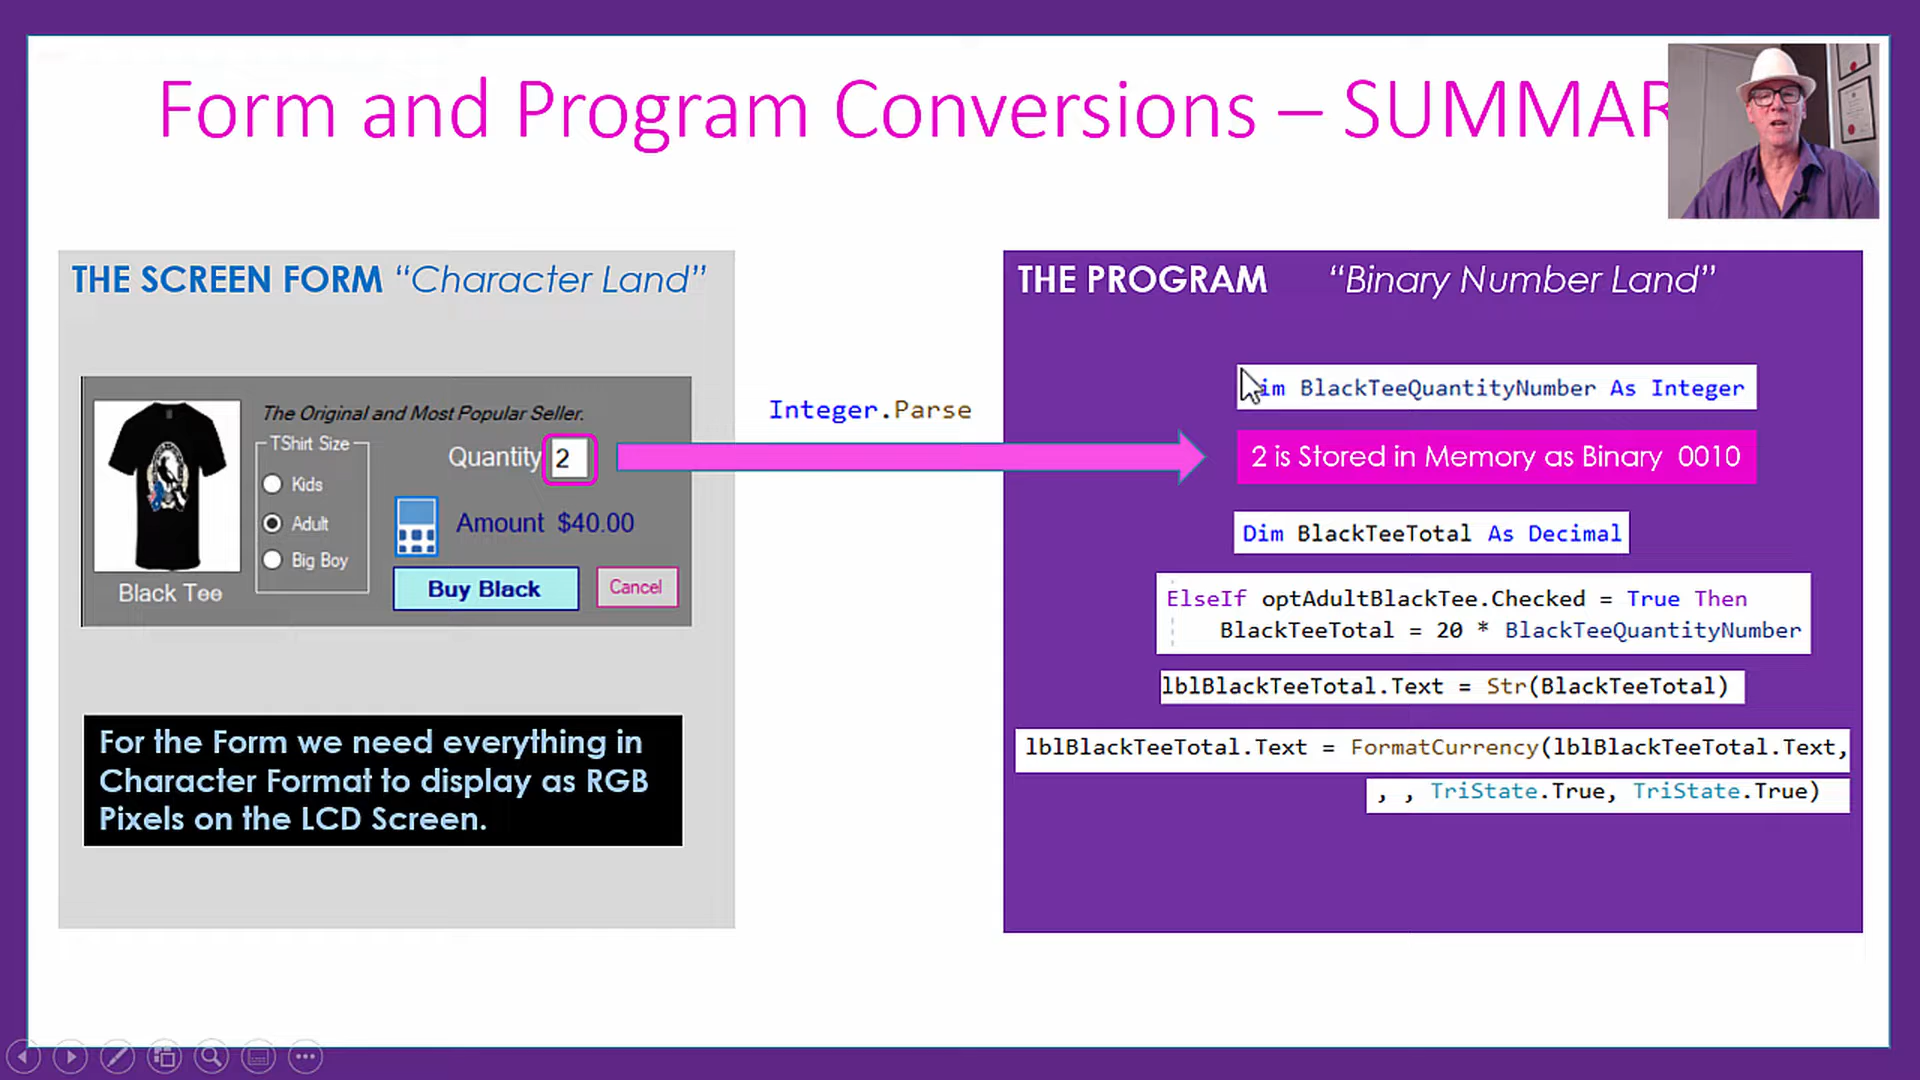 Form and Program Conversions – SUMMAR
THE SCREEN FORM “Character Land”
The Original and Most Popular Seller.
TShirt Size
Kids
Adult
Big Boy
Quantity 2
Amount $40.00
Buy Black
Cancel
Black Tee
For the Form we need everything in
Character Format to display as RGB
Pixels on the LCD Screen.
Integer.Parse
THE PROGRAM “Binary Number Land”
im BlackTeeQuantityNumber As Integer
2 is Stored in Memory as Binary 0010
Dim BlackTeeTotal As Decimal
ElseIf optAdultBlackTee.Checked = True Then
BlackTeeTotal = 20 * BlackTeeQuantityNumber
lblBlackTeeTotal.Text = Str(BlackTeeTotal)
lblBlackTeeTotal.Text = FormatCurrency(lblBlackTeeTotal.Text,
, , TriState.True, TriState.True)